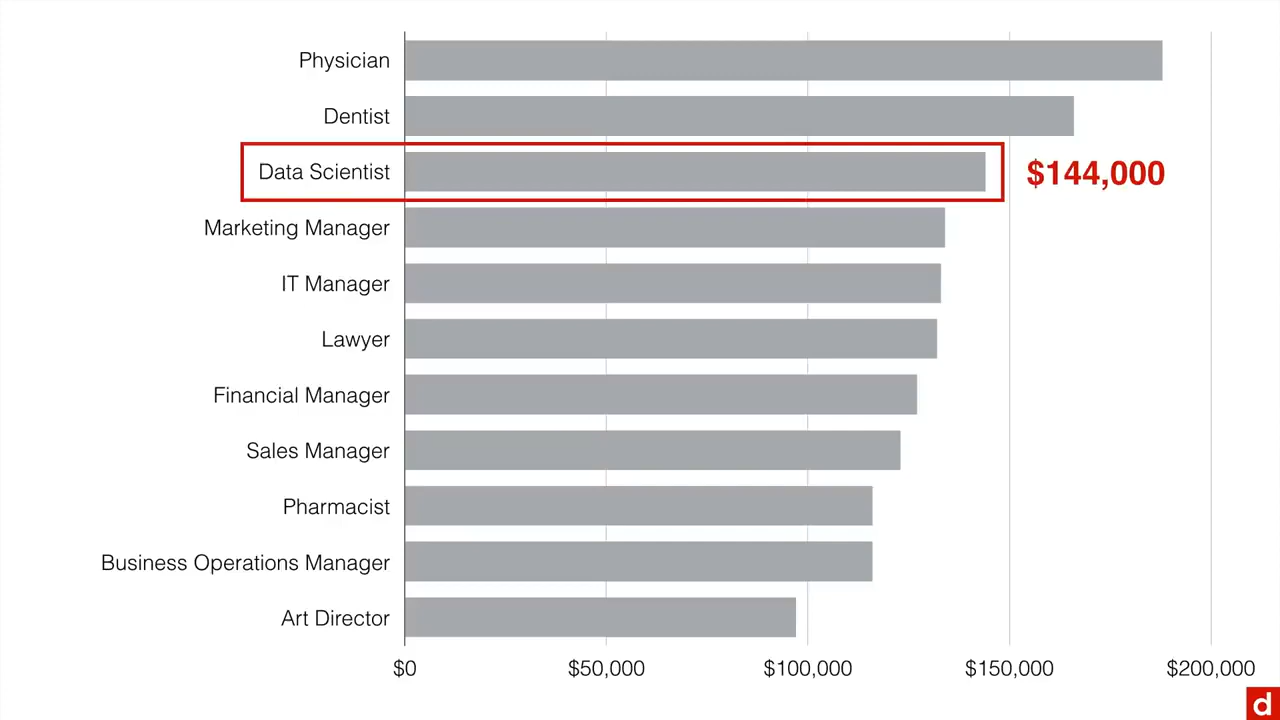 Physician
Dentist
Data Scientist $144,000
Marketing Manager
IT Manager
Lawyer
Financial Manager
Sales Manager
Pharmacist
Business Operations Manager
Art Director
$0 $50,000 $100,000 $150,000 $200,000
d